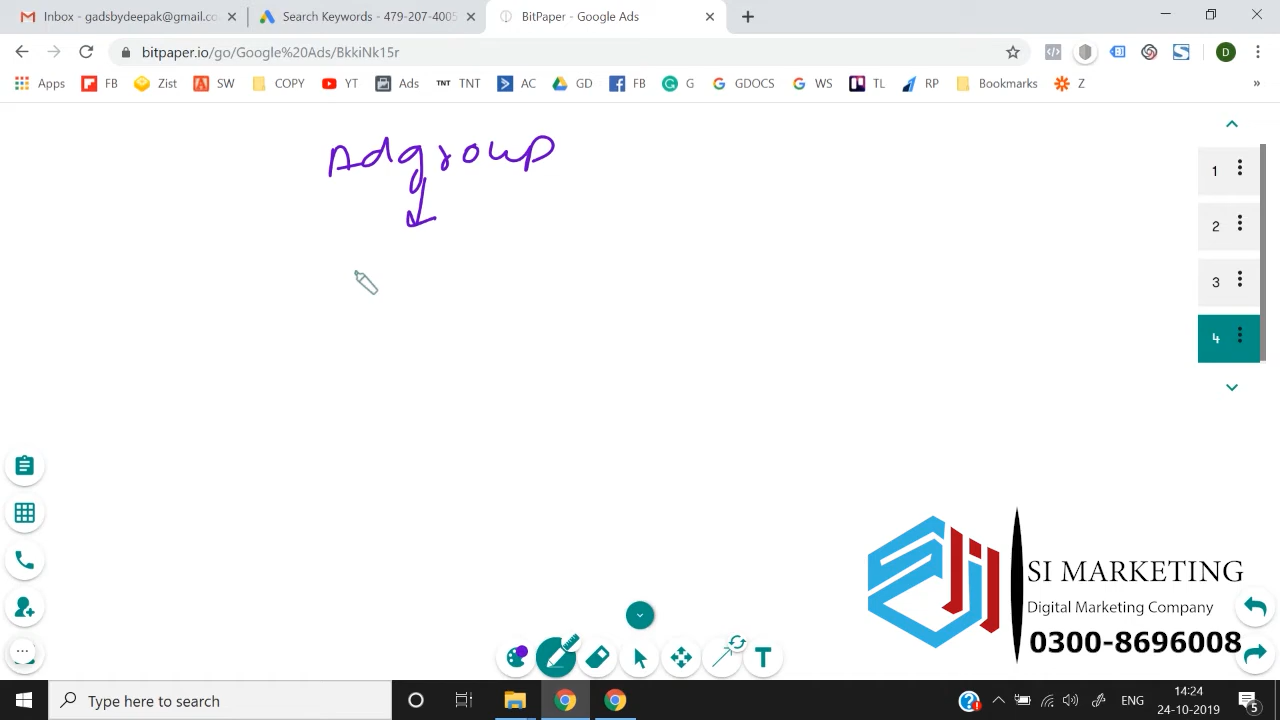 Inbox - gadsbydeepak@gmail.co
Search Keywords - 479-207-4005
BitPaper - Google Ads
bitpaper.io/go/Google%20Ads/BkkiNk15r
D
Apps FB Zist SW COPY YT Ads TNT TNT AC GD FB G GDOCS WS TL RP Bookmarks Z »
Adgroup
1
2
3
4
SI MARKETING
Digital Marketing Company
0300-8696008
T
Type here to search
ENG
14:24
24-10-2019
5